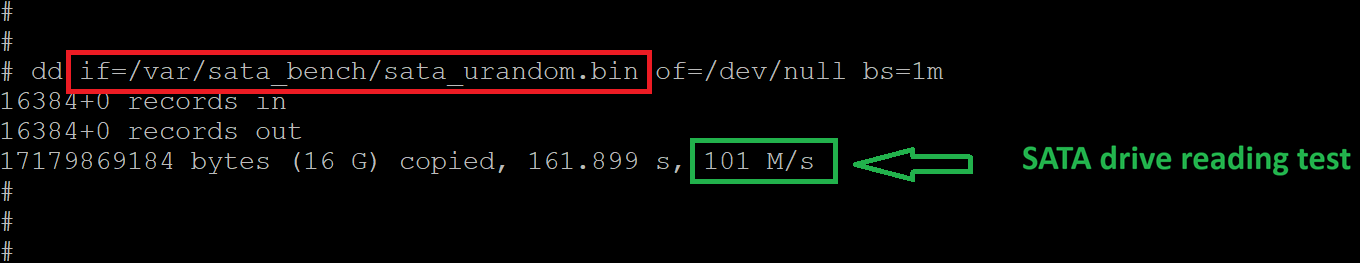 #
#
# dd if=/var/sata_bench/sata_urandom.bin of=/dev/null bs=1m
16384+0 records in
16384+0 records out
17179869184 bytes (16 G) copied, 161.899 s, 101 M/s SATA drive reading test
#
#
#